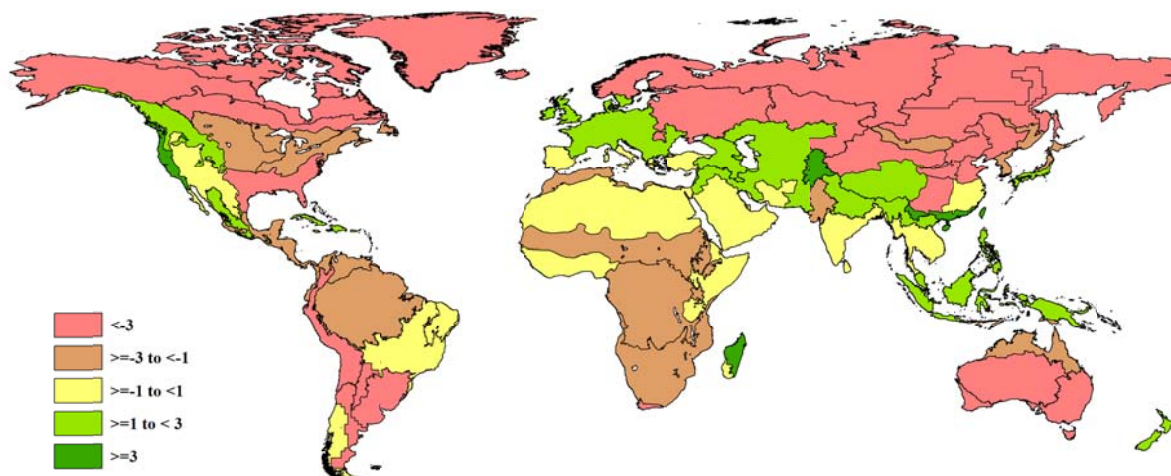 <-3
>=-3 to <-1
>=-1 to <1
>=1 to < 3
>=3